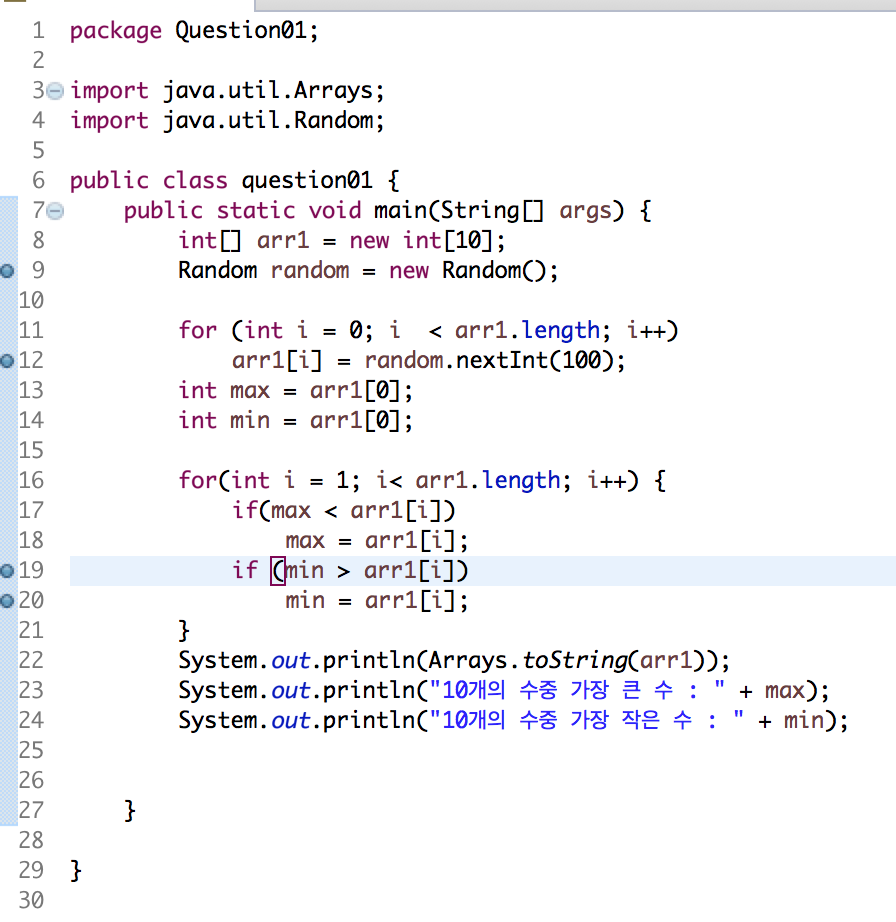 1 package Question01;
2
3 import java.util.Arrays;
4 import java.util.Random;
5
6 public class question01 {
7     public static void main(String[] args) {
8         int[] arr1 = new int[10];
9         Random random = new Random();
10
11         for (int i = 0; i  < arr1.length; i++)
12             arr1[i] = random.nextInt(100);
13         int max = arr1[0];
14         int min = arr1[0];
15
16         for(int i = 1; i< arr1.length; i++) {
17             if(max < arr1[i])
18                 max = arr1[i];
19             if (min > arr1[i])
20                 min = arr1[i];
21         }
22         System.out.println(Arrays.toString(arr1));
23         System.out.println("10개의 수중 가장 큰 수 : " + max);
24         System.out.println("10개의 수중 가장 작은 수 : " + min);
25
26
27     }
28
29 }
30